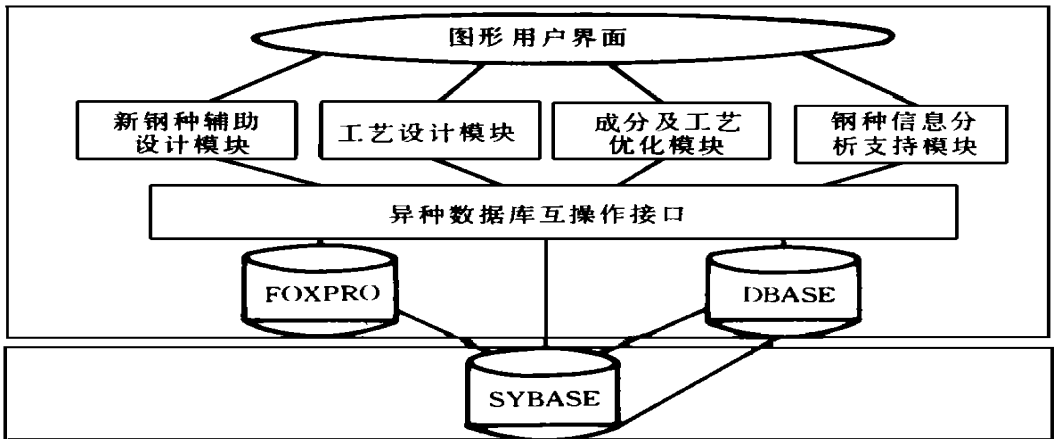 图形用户界面
新钢种辅助
设计模块
工艺设计模块
成分及工艺
优化模块
钢种信息分
析支持模块
异种数据库互操作接口
FOXPRO
DBASE
SYBASE